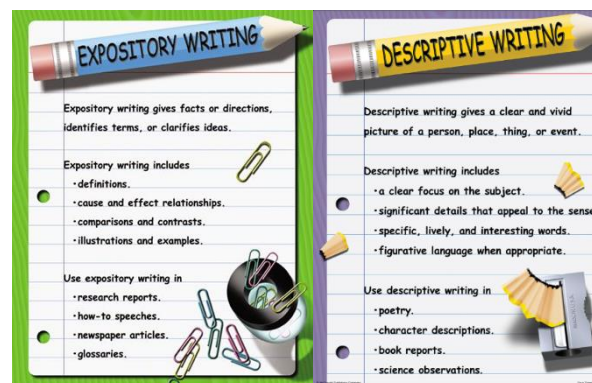 EXPOSITORY WRITING
Expository writing gives facts or directions,
identifies terms, or clarifies ideas.
Expository writing includes
•definitions.
•cause and effect relationships.
•comparisons and contrasts.
•illustrations and examples.
Use expository writing in
•research reports.
•how-to speeches.
•newspaper articles.
•glossaries.
DESCRIPTIVE WRITING
Descriptive writing gives a clear and vivid
picture of a person, place, thing, or event.
Descriptive writing includes
•a clear focus on the subject.
•significant details that appeal to the sense
•specific, lively, and interesting words.
•figurative language when appropriate.
Use descriptive writing in
•poetry.
•character descriptions.
•book reports.
•science observations.